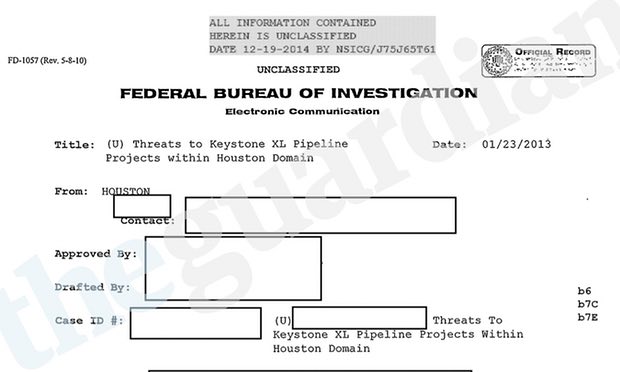 ALL INFORMATION CONTAINED
HEREIN IS UNCLASSIFIED
DATE 12-19-2014 BY NSICG/J75J65T61
FD-1057 (Rev. 5-8-10)
OFFICIAL RECORD
UNCLASSIFIED
FEDERAL BUREAU OF INVESTIGATION
Electronic Communication
Title: (U) Threats to Keystone XL Pipeline Date: 01/23/2013
Projects within Houston Domain
From: HOUSTON
Contact:
Approved By:
Drafted By:
b6
b7C
b7E
Case ID #: (U) Threats To
Keystone XL Pipeline Projects Within
Houston Domain
theguardian